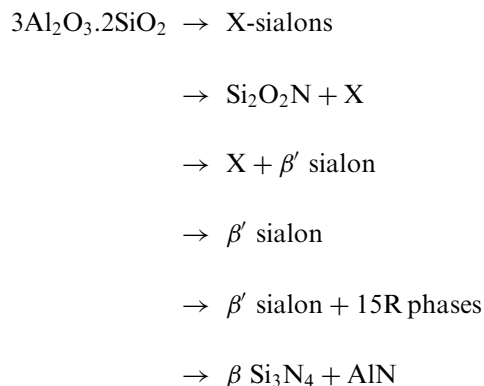 3Al₂O₃.2SiO₂ → X-sialons
→ Si₂O₂N + X
→ X + β′ sialon
→ β′ sialon
→ β′ sialon + 15R phases
→ β Si₃N₄ + AlN